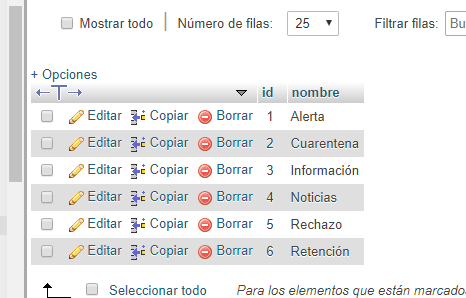 Mostrar todo | Número de filas: 25 Filtrar filas: Bu
+ Opciones
id nombre
Editar Copiar Borrar 1 Alerta
Editar Copiar Borrar 2 Cuarentena
Editar Copiar Borrar 3 Información
Editar Copiar Borrar 4 Noticias
Editar Copiar Borrar 5 Rechazo
Editar Copiar Borrar 6 Retención
Seleccionar todo Para los elementos que están marcado